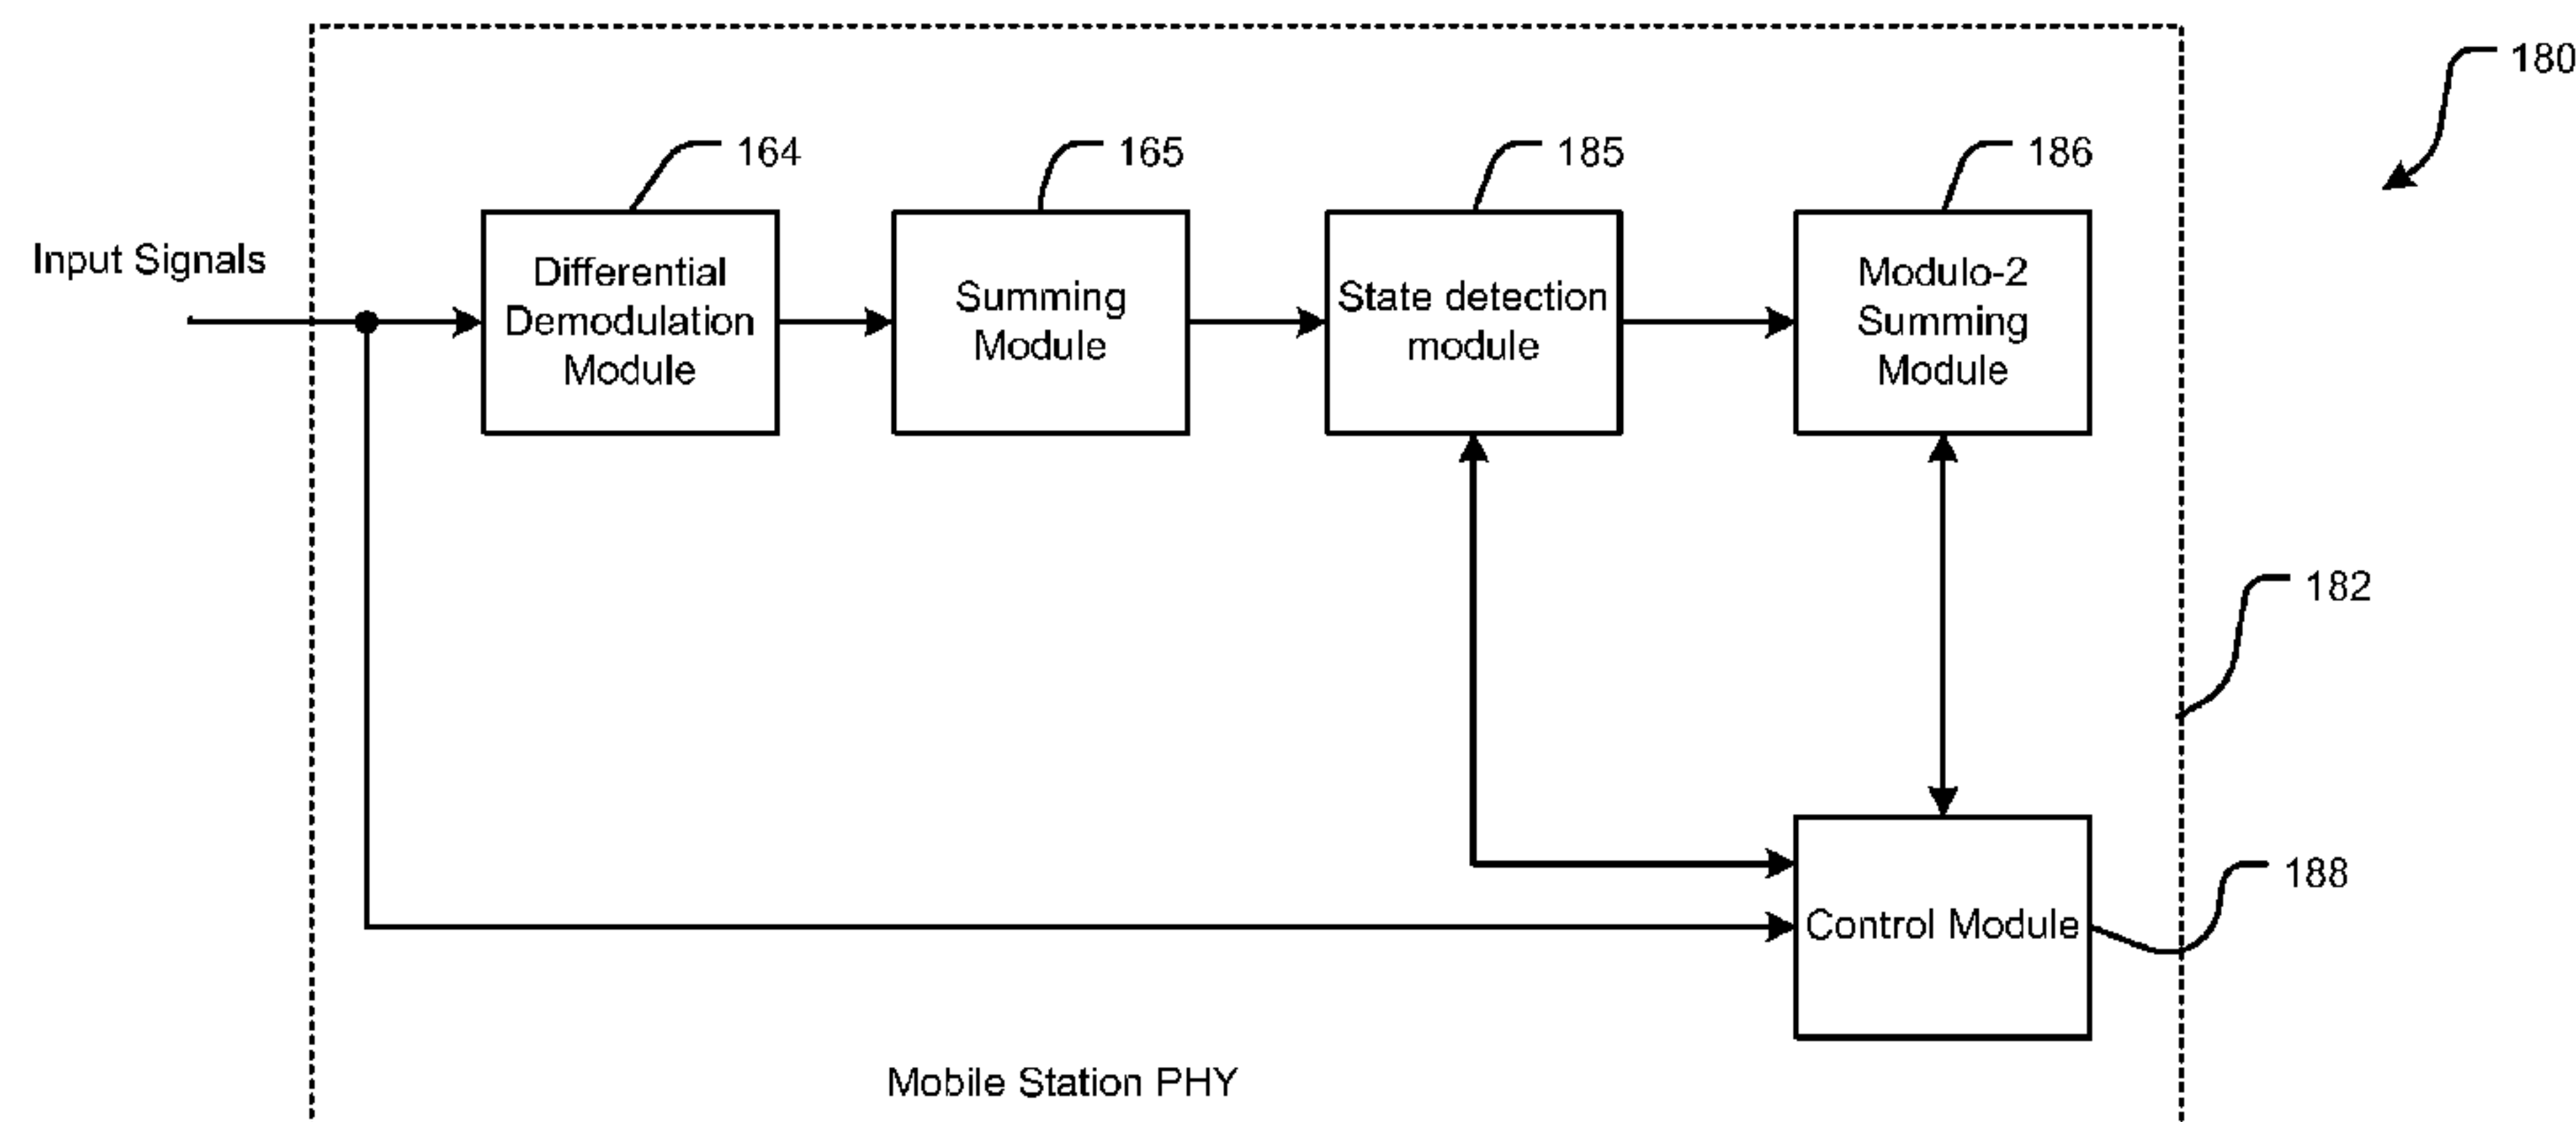 180
164
165
185
186
Input Signals
Differential
Demodulation
Module
Summing
Module
State detection
module
Modulo-2
Summing
Module
182
188
Control Module
Mobile Station PHY